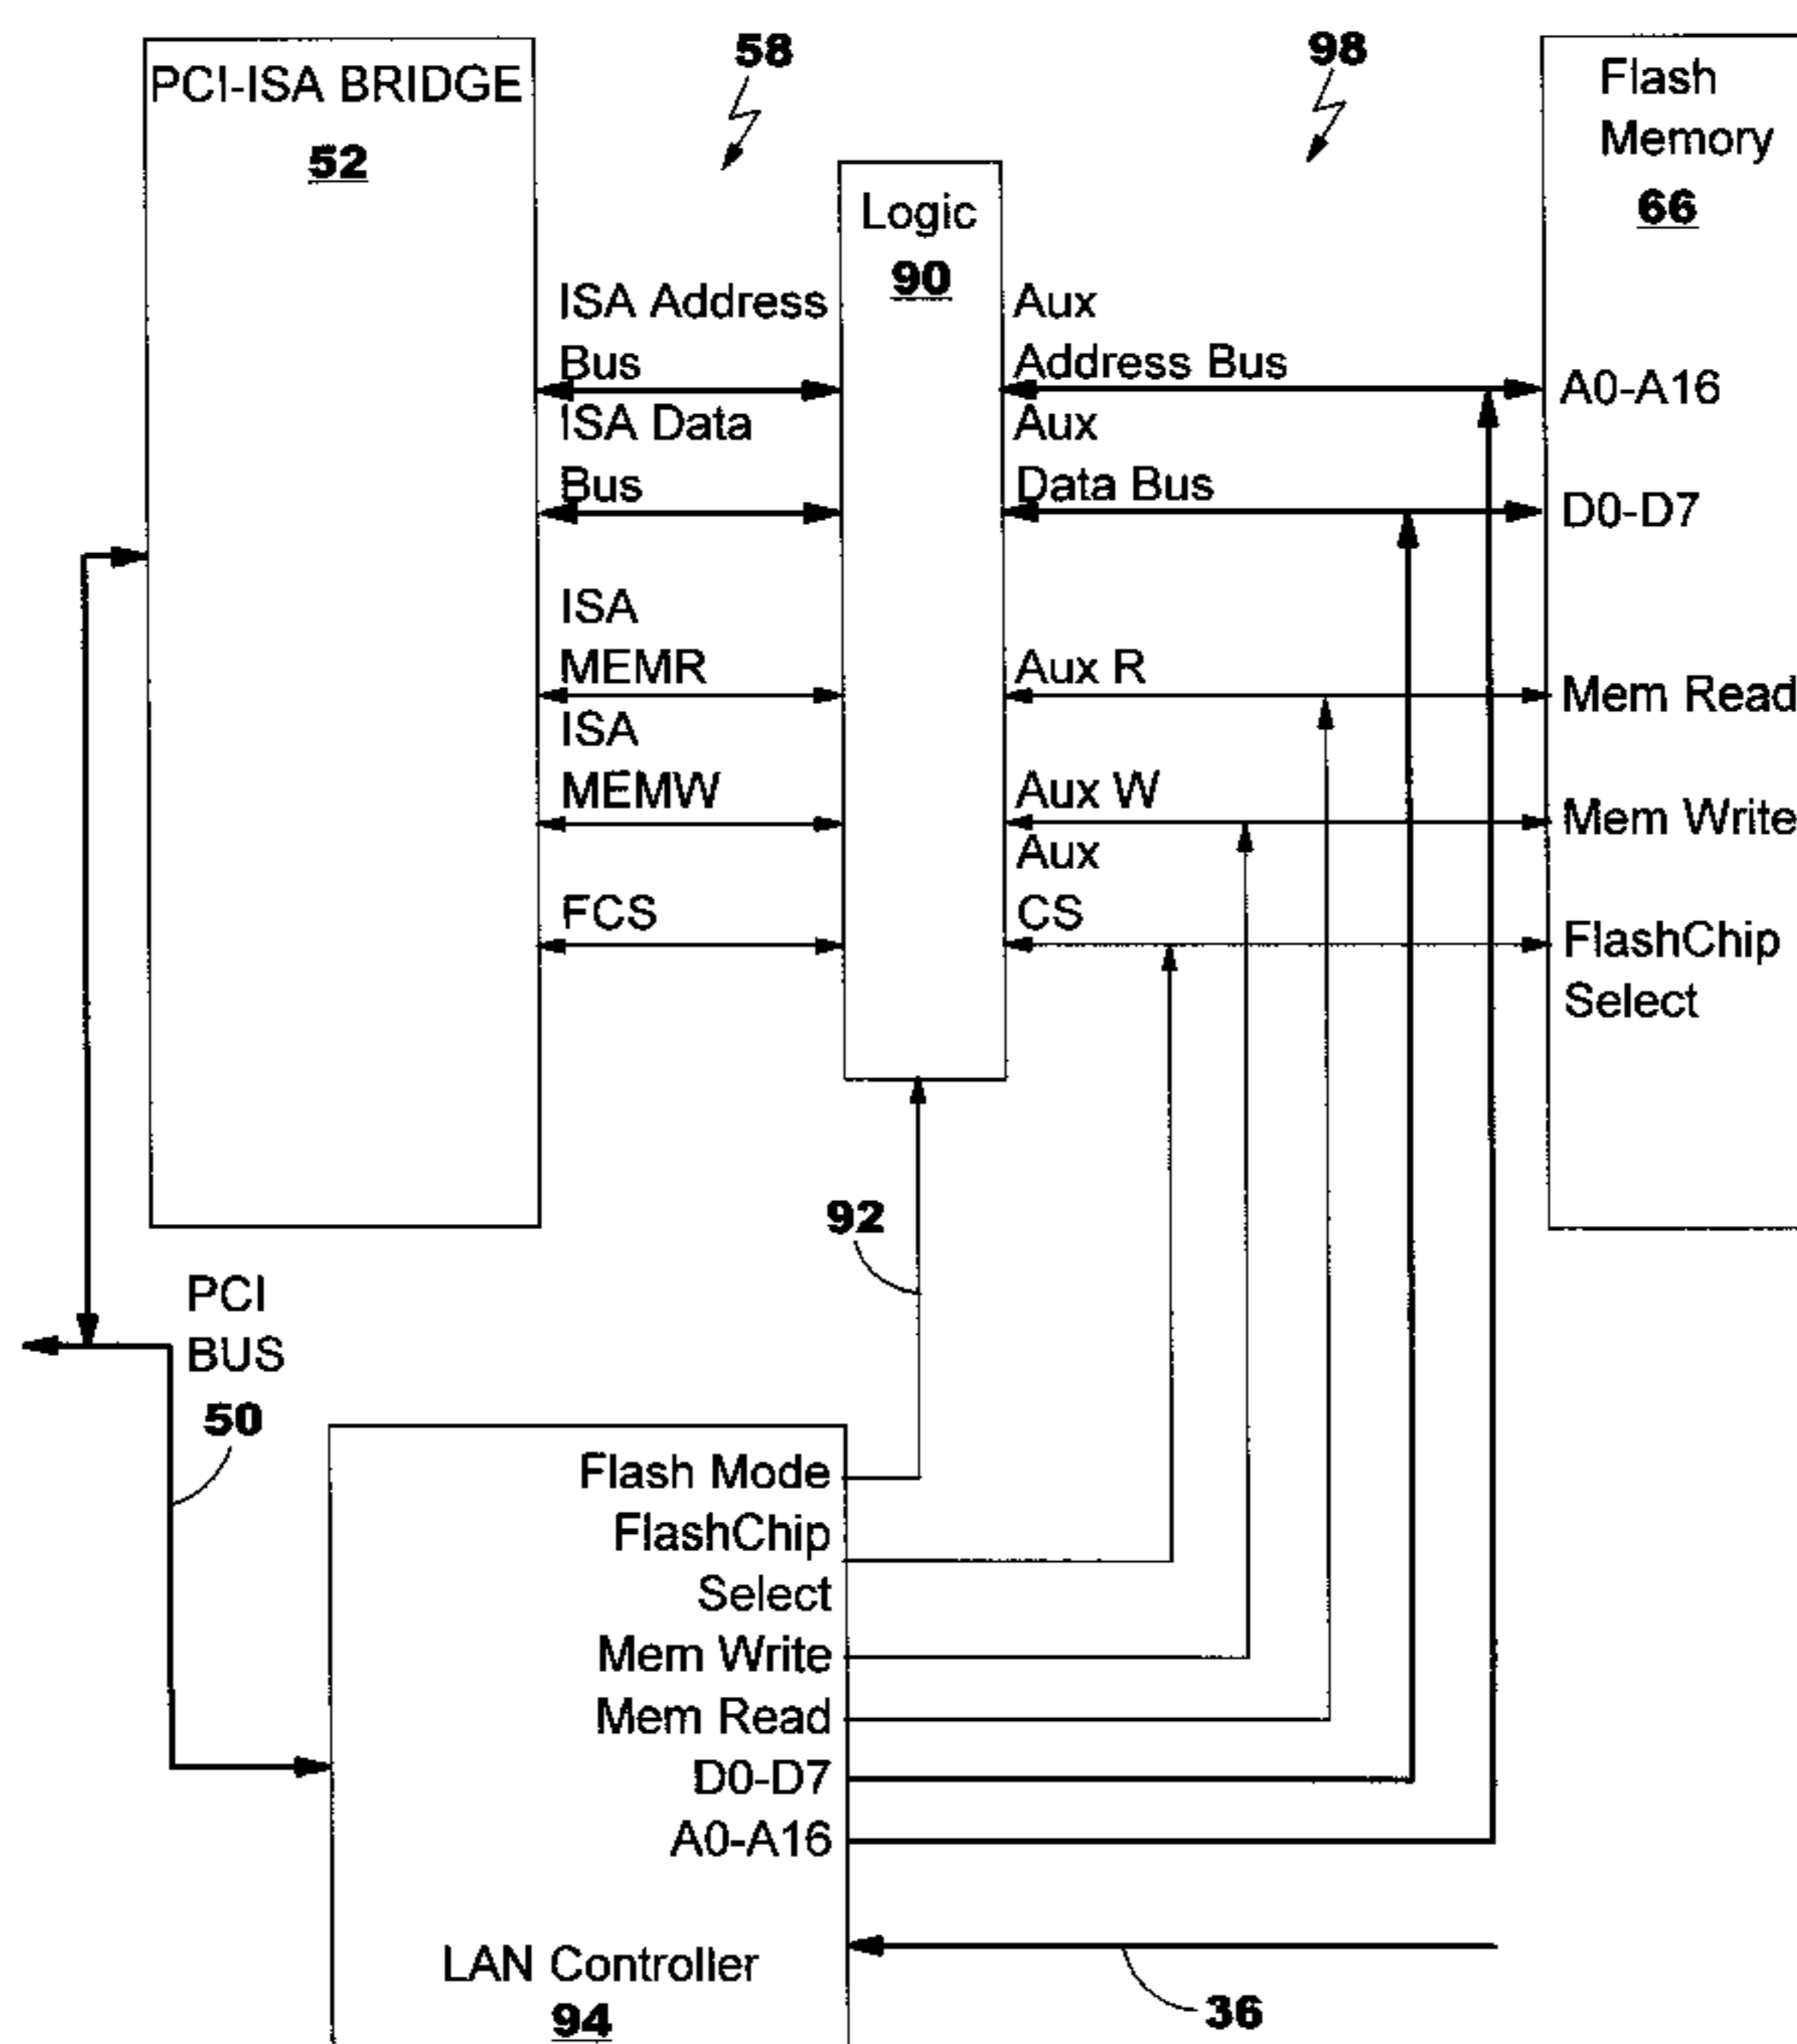 58
98
PCI-ISA BRIDGE
52
Flash
Memory
66
Logic
90
ISA Address
Bus
ISA Data
Bus
ISA
MEMR
ISA
MEMW
FCS
Aux
Address Bus
Aux
Data Bus
Aux R
Aux W
Aux
CS
A0-A16
D0-D7
Mem Read
Mem Write
FlashChip
Select
92
PCI
BUS
50
Flash Mode
FlashChip
Select
Mem Write
Mem Read
D0-D7
A0-A16
LAN Controller
94
36